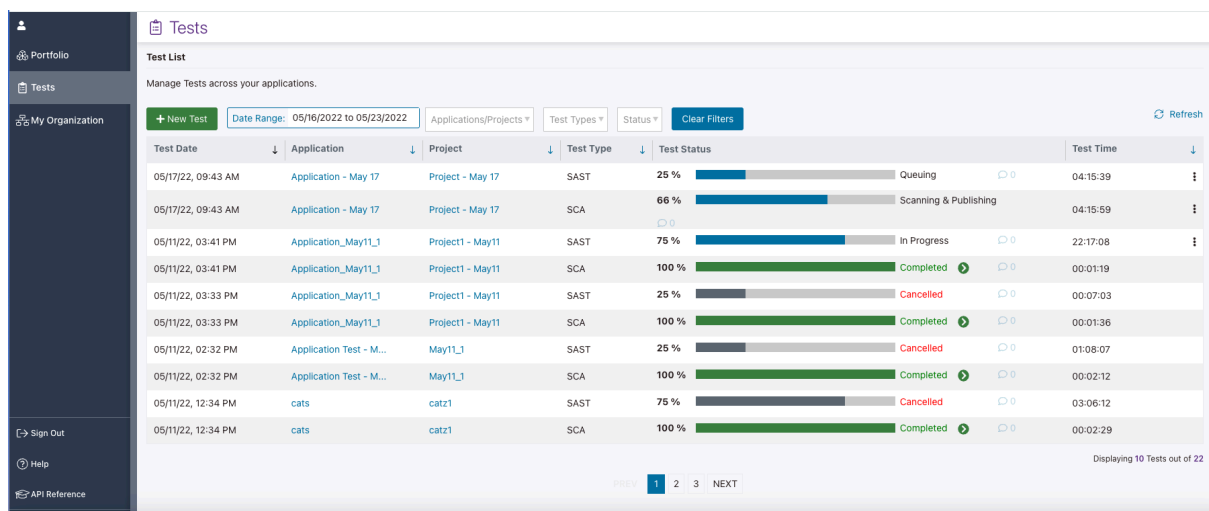 Tests
Portfolio
Test List
Tests
Manage Tests across your applications.
My Organization
+ New Test Date Range: 05/16/2022 to 05/23/2022 Applications/Projects Test Types Status Clear Filters Refresh
Test Date Application Project Test Type Test Status Test Time
05/17/22, 09:43 AM Application - May 17 Project - May 17 SAST 25 % Queuing 0 04:15:39
05/17/22, 09:43 AM Application - May 17 Project - May 17 SCA 66 % Scanning & Publishing 04:15:59
0
05/11/22, 03:41 PM Application_May11_1 Project1 - May11 SAST 75 % In Progress 0 22:17:08
05/11/22, 03:41 PM Application_May11_1 Project1 - May11 SCA 100 % Completed 0 00:01:19
05/11/22, 03:33 PM Application_May11_1 Project1 - May11 SAST 25 % Cancelled 0 00:07:03
05/11/22, 03:33 PM Application_May11_1 Project1 - May11 SCA 100 % Completed 0 00:01:36
05/11/22, 02:32 PM Application Test - M... May11_1 SAST 25 % Cancelled 0 01:08:07
05/11/22, 02:32 PM Application Test - M... May11_1 SCA 100 % Completed 0 00:02:12
05/11/22, 12:34 PM cats catz1 SAST 75 % Cancelled 0 03:06:12
05/11/22, 12:34 PM cats catz1 SCA 100 % Completed 0 00:02:29
Sign Out
Displaying 10 Tests out of 22
Help
PREV 1 2 3 NEXT
API Reference